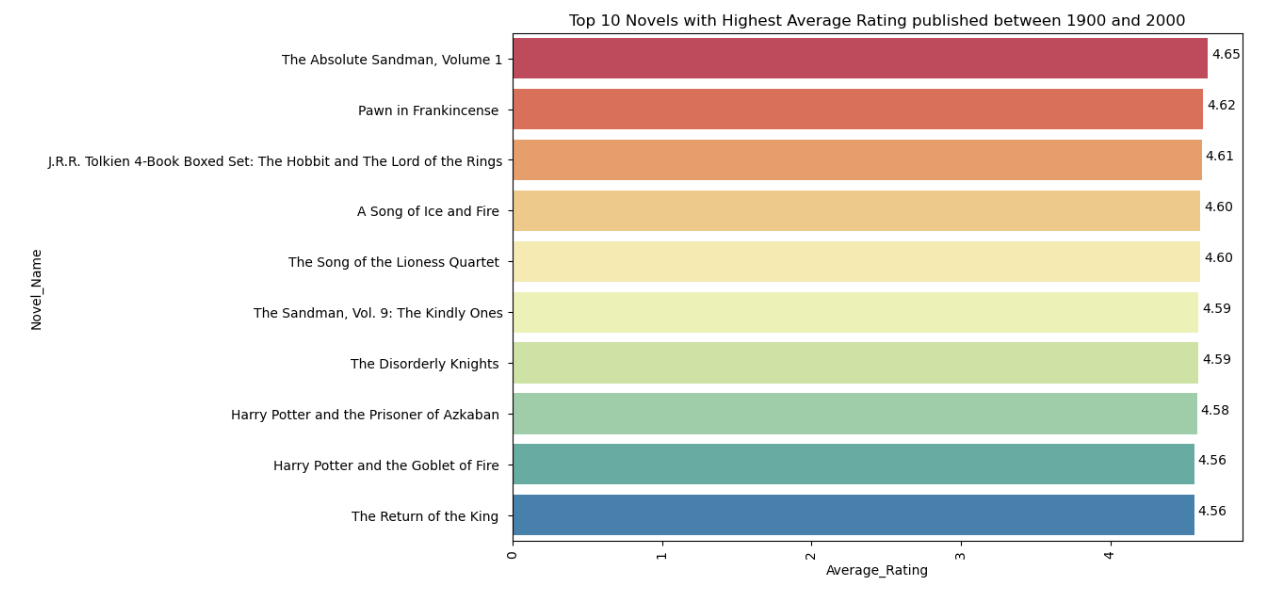 Top 10 Novels with Highest Average Rating published between 1900 and 2000
Novel_Name
The Absolute Sandman, Volume 1
4.65
Pawn in Frankincense
4.62
J.R.R. Tolkien 4-Book Boxed Set: The Hobbit and The Lord of the Rings
4.61
A Song of Ice and Fire
4.60
The Song of the Lioness Quartet
4.60
The Sandman, Vol. 9: The Kindly Ones
4.59
The Disorderly Knights
4.59
Harry Potter and the Prisoner of Azkaban
4.58
Harry Potter and the Goblet of Fire
4.56
The Return of the King
4.56
0 1 2 3 4
Average_Rating